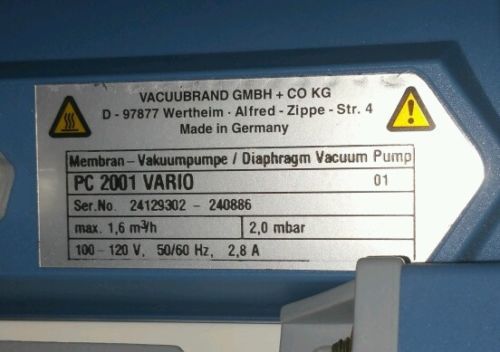 VACUUBRAND GMBH + CO KG
D - 97877 Wertheim · Alfred - Zippe - Str. 4
Made in Germany
Membran - Vakuumpumpe / Diaphragm Vacuum Pump
PC 2001 VARIO 01
Ser.No. 24129302 - 240886
max. 1,6 m³/h 2,0 mbar
100 - 120 V, 50/60 Hz, 2,8 A